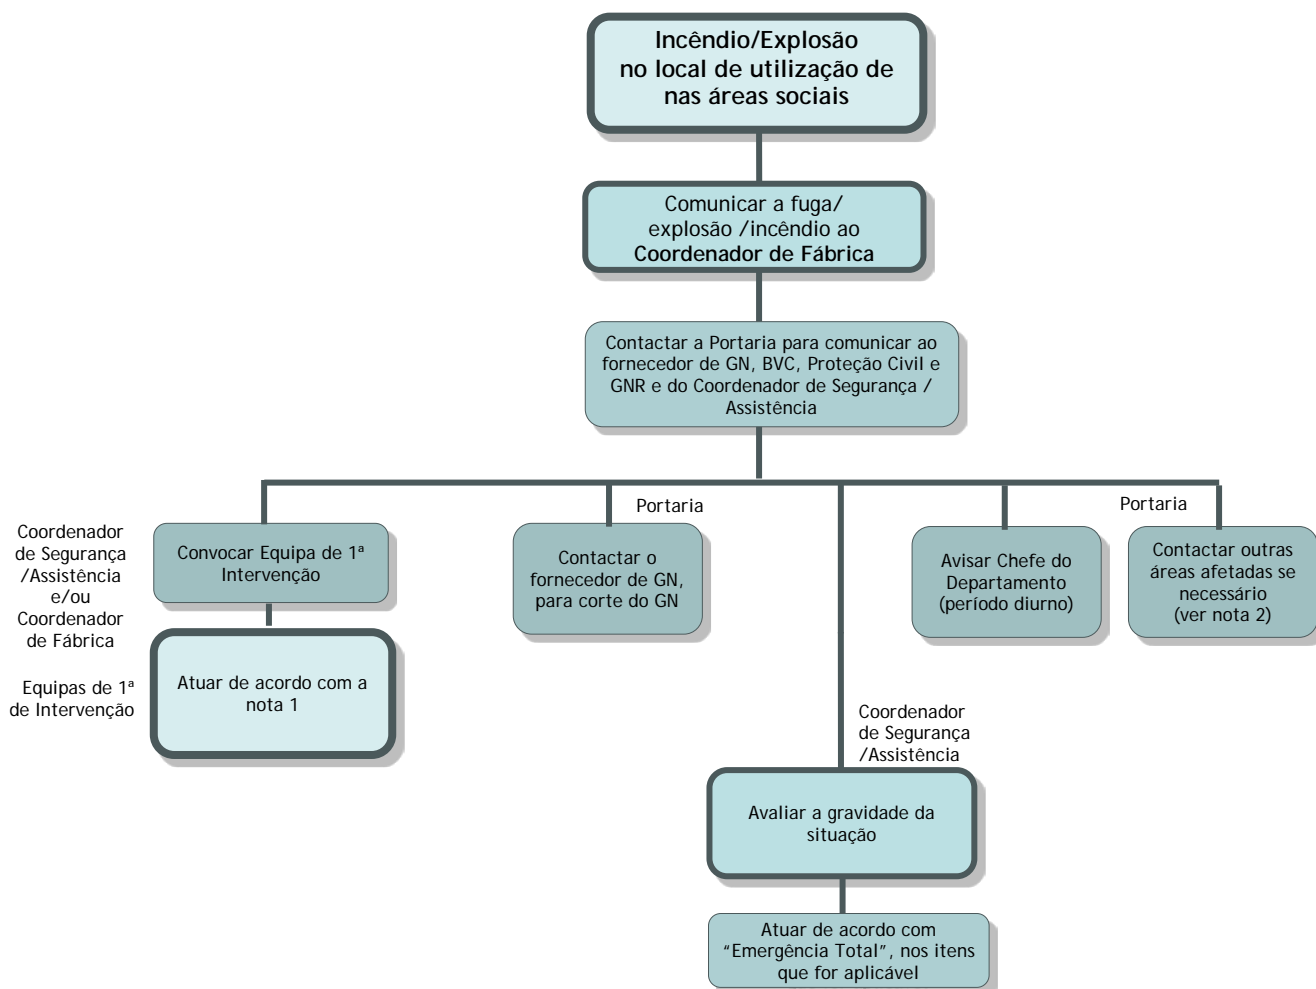 Incêndio/Explosão
no local de utilização de
nas áreas sociais
Comunicar a fuga/
explosão /incêndio ao
Coordenador de Fábrica
Contactar a Portaria para comunicar ao
fornecedor de GN, BVC, Proteção Civil e
GNR e do Coordenador de Segurança /
Assistência
Coordenador
de Segurança
/Assistência
e/ou
Coordenador
de Fábrica
Convocar Equipa de 1ª
Intervenção
Portaria
Contactar o
fornecedor de GN,
para corte do GN
Avisar Chefe do
Departamento
(período diurno)
Portaria
Contactar outras
áreas afetadas se
necessário
(ver nota 2)
Equipas de 1ª
de Intervenção
Atuar de acordo com a
nota 1
Coordenador
de Segurança
/Assistência
Avaliar a gravidade da
situação
Atuar de acordo com
“Emergência Total”, nos itens
que for aplicável